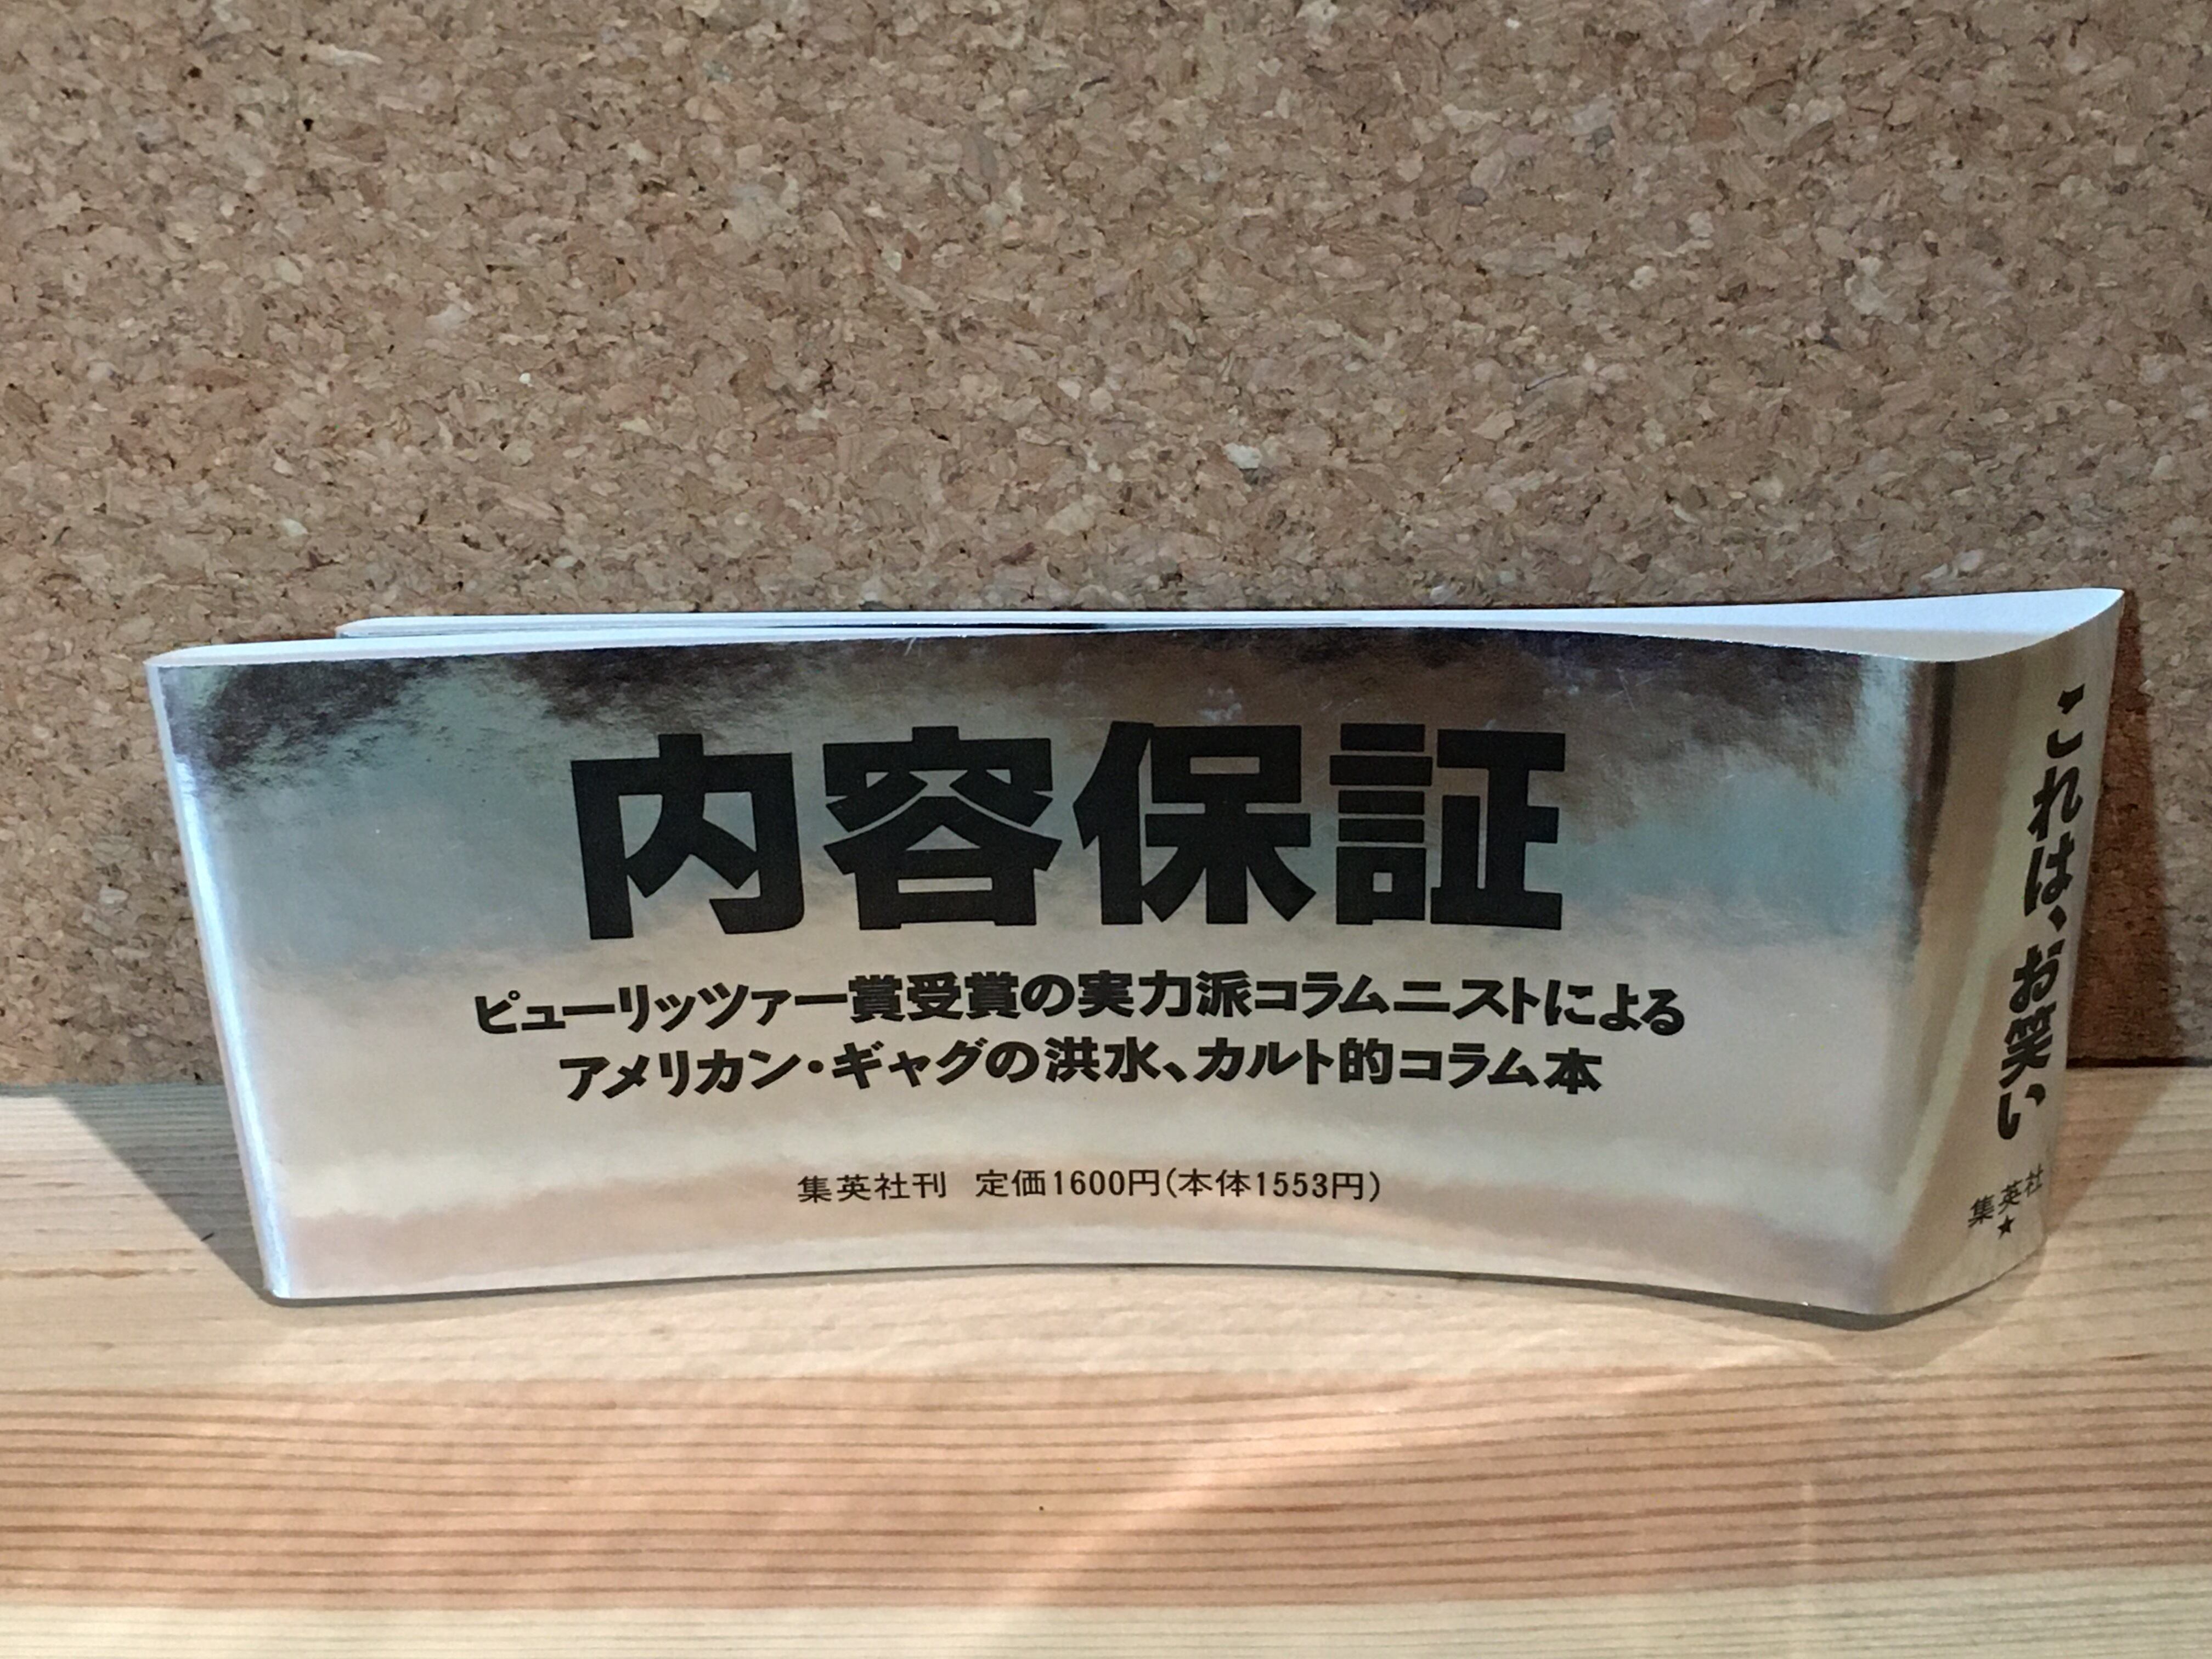 内容保証
ピューリッツァー賞受賞の実力派コラムニストによる
アメリカン・ギャグの洪水、カルト的コラム本
集英社刊 定価1600円(本体1553円)
これは、お笑い
集英社
★